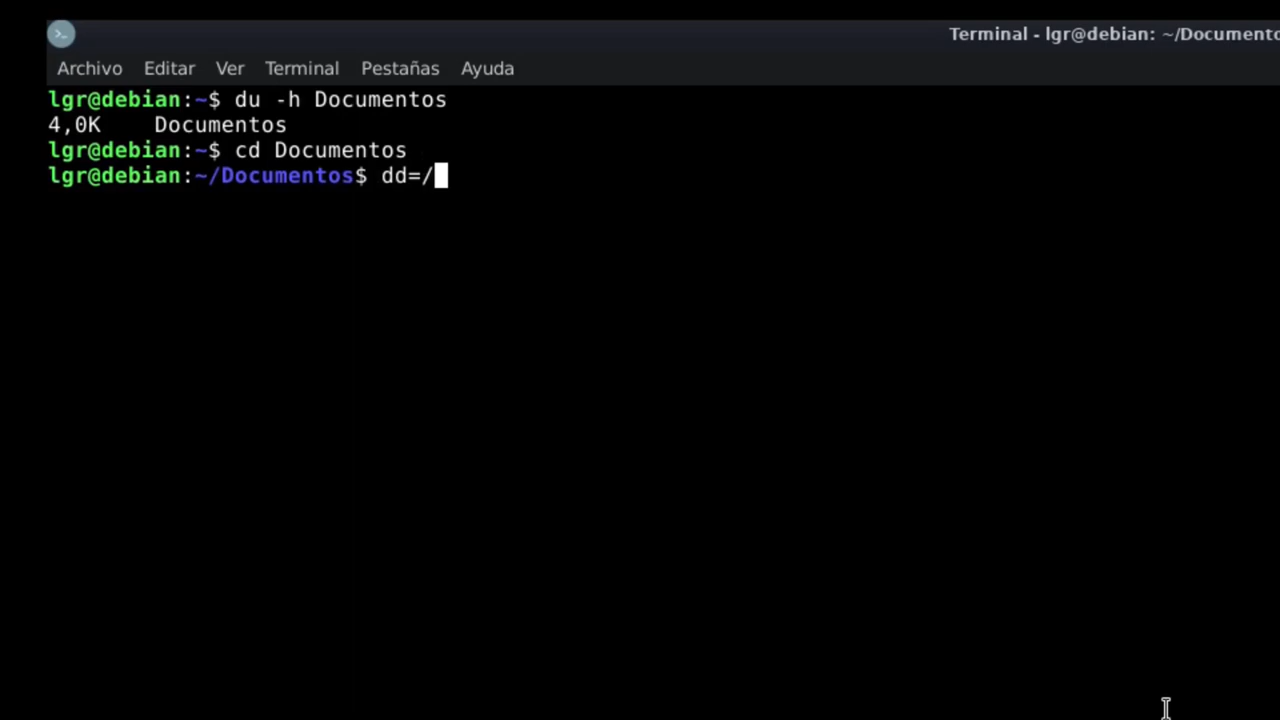 Terminal - lgr@debian: ~/Documento
Archivo Editar Ver Terminal Pestañas Ayuda
lgr@debian:~$ du -h Documentos
4,0K    Documentos
lgr@debian:~$ cd Documentos
lgr@debian:~/Documentos$ dd=/